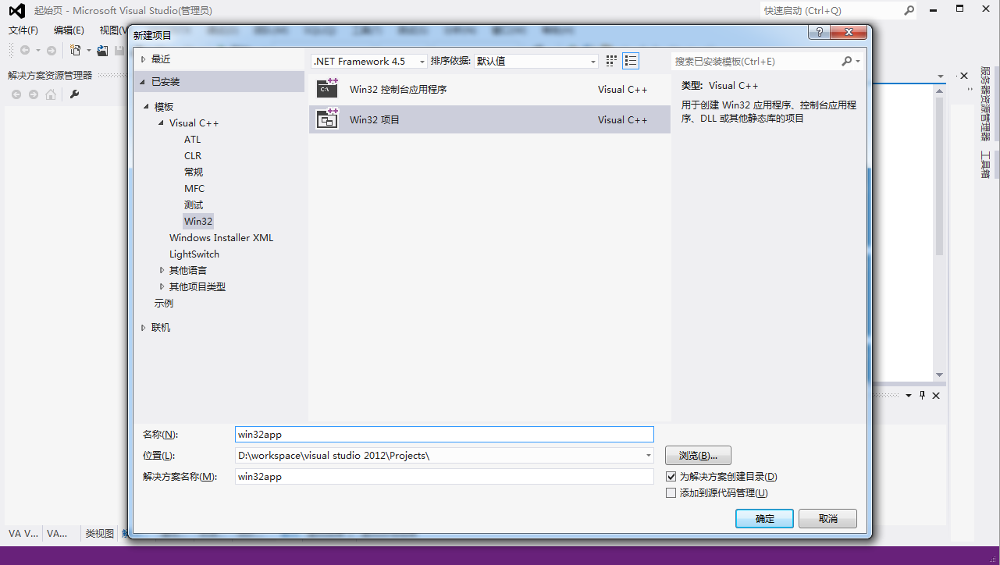 起始页 - Microsoft Visual Studio(管理员)
快速启动 (Ctrl+Q)
文件(F) 编辑(E) 视图(V
新建项目
解决方案资源管理器
最近
.NET Framework 4.5
排序依据:
默认值
搜索已安装模板(Ctrl+E)
已安装
模板
Visual C++
ATL
CLR
常规
MFC
测试
Win32
Windows Installer XML
LightSwitch
其他语言
其他项目类型
示例
联机
Win32 控制台应用程序 Visual C++
Win32 项目 Visual C++
类型: Visual C++
用于创建 Win32 应用程序、控制台应用程
序、DLL 或其他静态库的项目
服务器资源管理器
工具箱
名称(N): win32app
位置(L): D:\workspace\visual studio 2012\Projects\
浏览(B)...
解决方案名称(M): win32app
为解决方案创建目录(D)
添加到源代码管理(U)
确定 取消
VA V... VA... 类视图